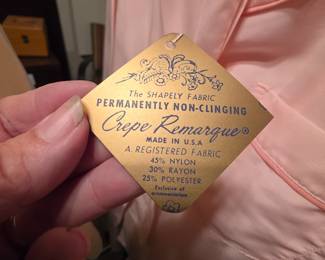 The SHAPELY FABRIC
PERMANENTLY NON-CLINGING
Crepe Remarque®
MADE IN U.S.A
A REGISTERED FABRIC
45% NYLON
30% RAYON
25% POLYESTER
Exclusive of
ornamentation